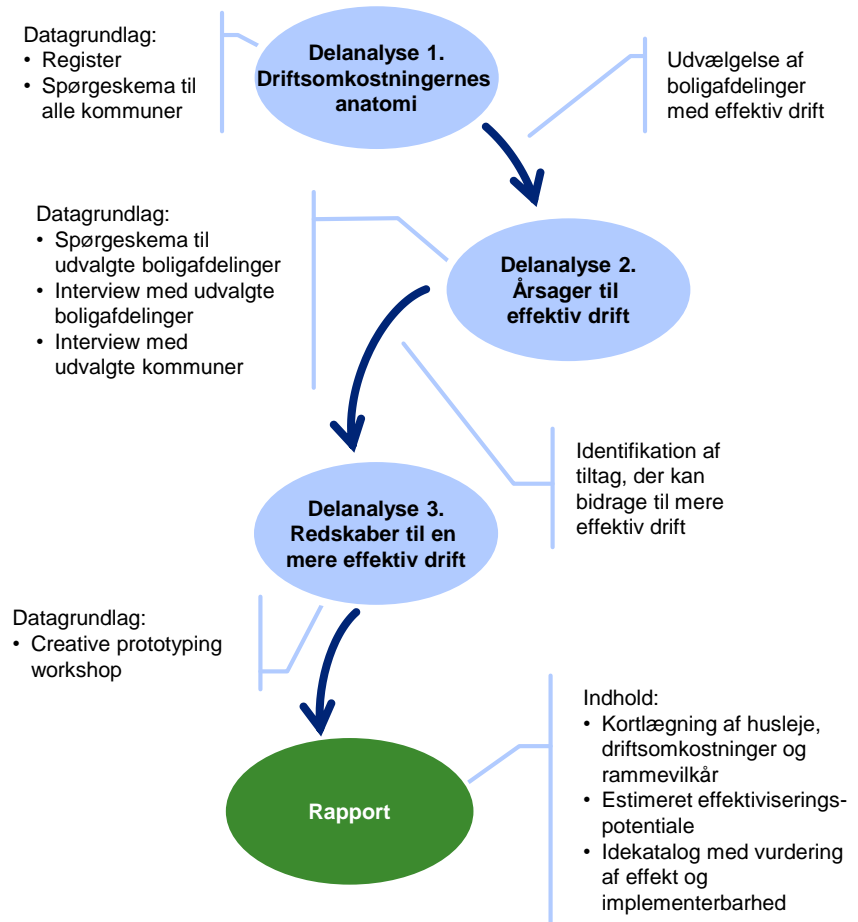 Datagrundlag:
• Register
• Spørgeskema til
alle kommuner
Delanalyse 1.
Driftsomkostningernes
anatomi
Udvælgelse af
boligafdelinger
med effektiv drift
Datagrundlag:
• Spørgeskema til
udvalgte boligafdelinger
• Interview med udvalgte
boligafdelinger
• Interview med
udvalgte kommuner
Delanalyse 2.
Årsager til
effektiv drift
Identifikation af
tiltag, der kan
bidrage til mere
effektiv drift
Delanalyse 3.
Redskaber til en
mere effektiv drift
Datagrundlag:
• Creative prototyping
workshop
Rapport
Indhold:
• Kortlægning af husleje,
driftsomkostninger og
rammevilkår
• Estimeret effektiviserings-
potentiale
• Idekatalog med vurdering
af effekt og
implementerbarhed